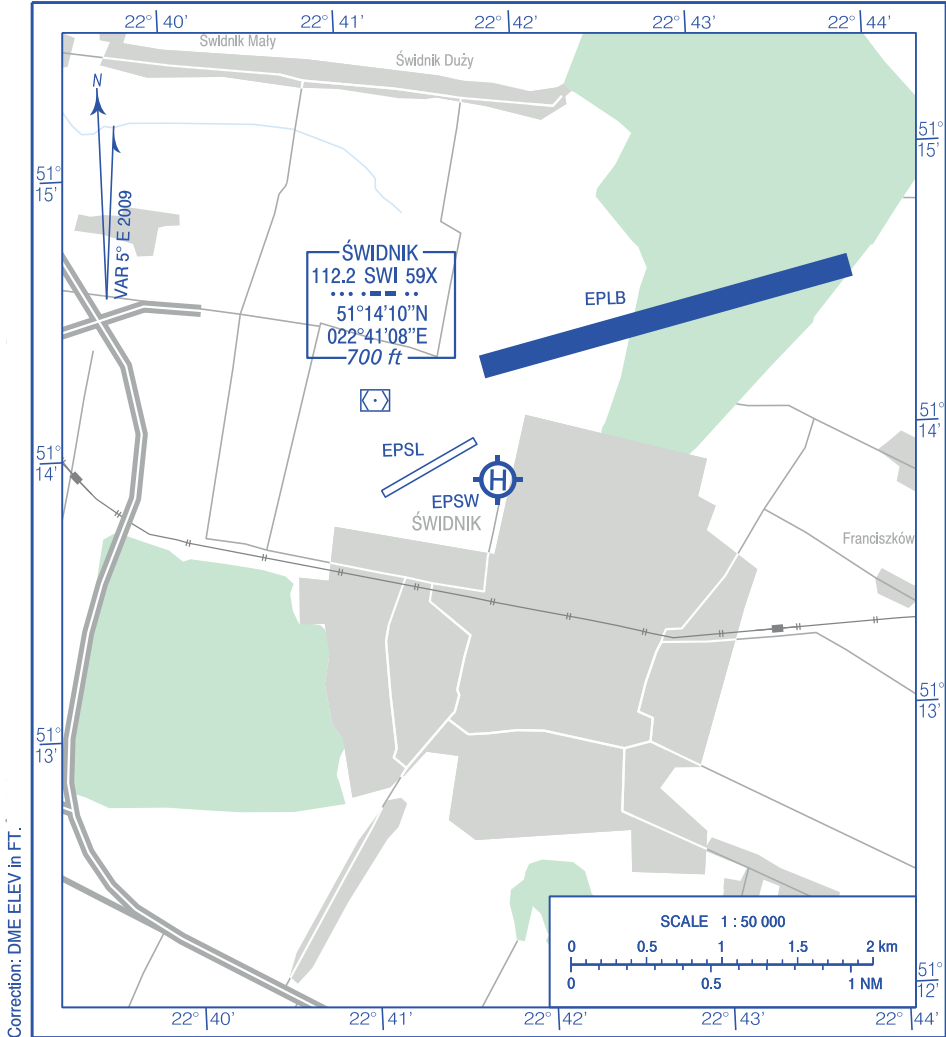 22° 40' 22° 41' 22° 42' 22° 43' 22° 44'
Świdnik Mały
Świdnik Duży
N
VAR 5° E 2009
51°
15'
51°
15'
ŚWIDNIK
112.2 SWI 59X
51°14'10"N
022°41'08"E
700 ft
EPLB
51°
14'
51°
14'
EPSL
H
EPSW
ŚWIDNIK
Franciszków
51°
13'
51°
13'
Correction: DME ELEV in FT.
SCALE 1 : 50 000
0 0.5 1 1.5 2 km
0 0.5 1 NM
51°
12'
22° 40' 22° 41' 22° 42' 22° 43' 22° 44'